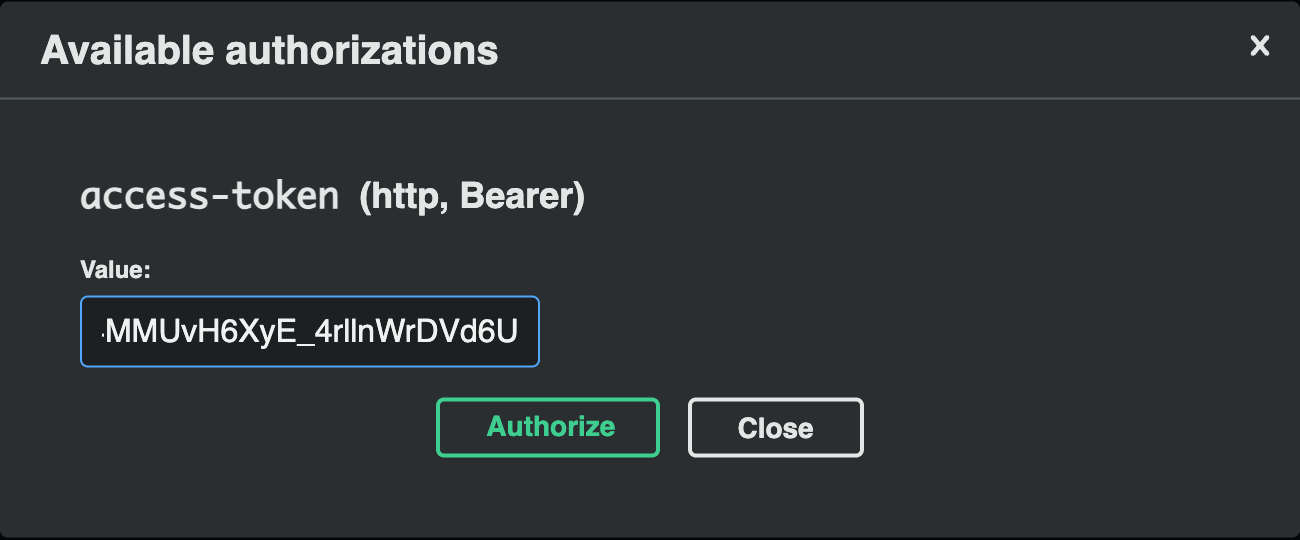 Available authorizations
access-token (http, Bearer)
Value:
MMUvH6XyE_4rllnWrDVd6U
Authorize
Close